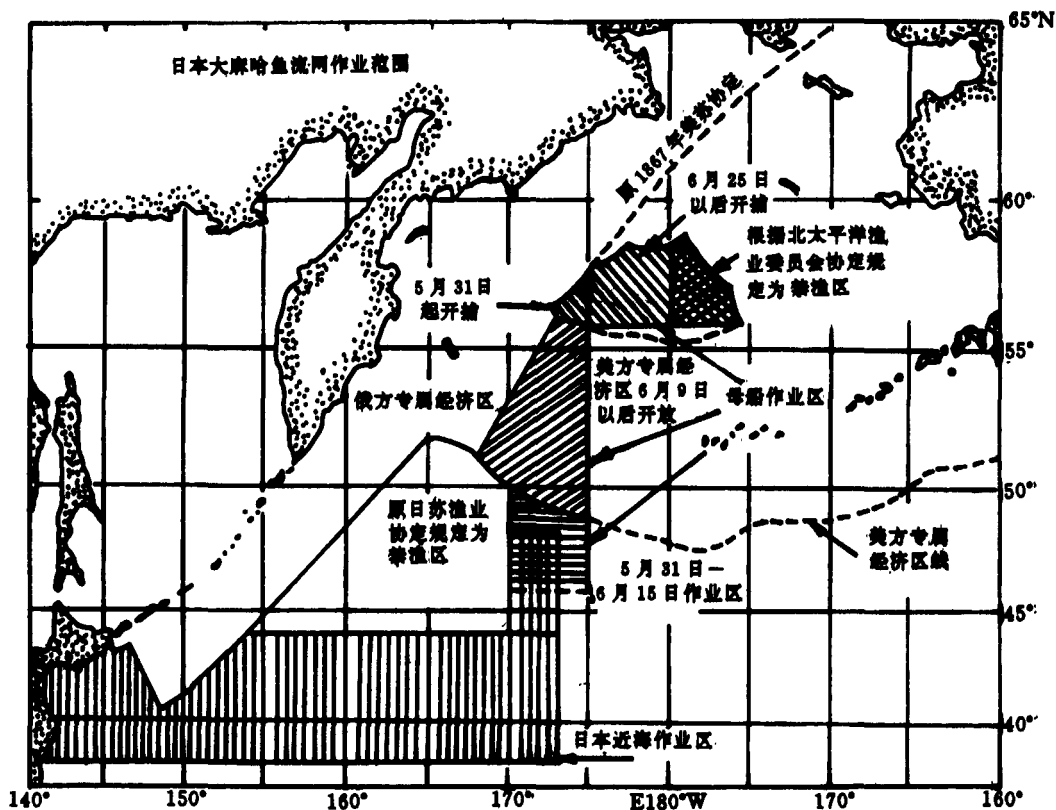 65°N
日本大麻哈鱼流网作业范围
原1867年美苏协定
6月25日
以后开捕
60°
根据北太平洋渔
业委员会协定规
定为禁渔区
5月31日
起开捕
55°
俄方专属经济区
美方专属经
济区6月9日
以后开放
母船作业区
50°
原日苏渔业
协定规定为
禁渔区
美方专属
经济区线
5月31日—
6月15日作业区
45°
40°
日本近海作业区
140°
150°
160°
170°
E180°W
170°
160°